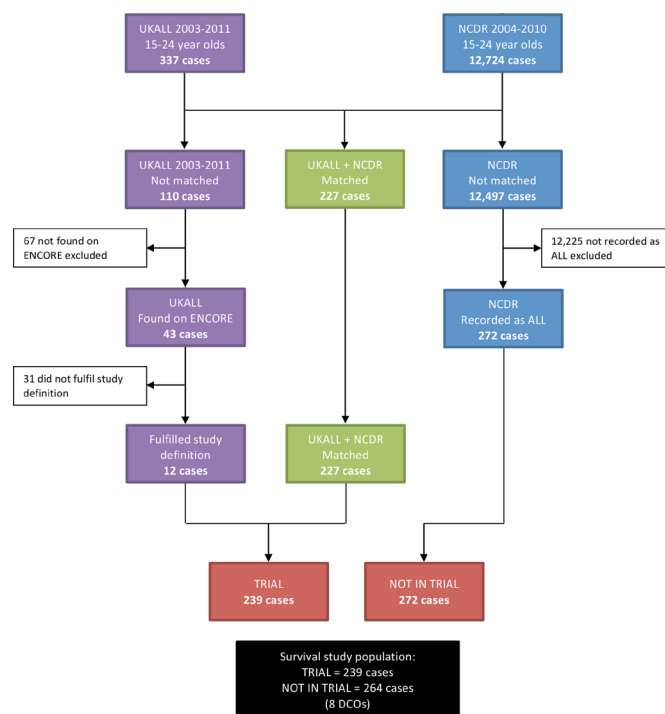 UKALL 2003-2011
15-24 year olds
337 cases
NCDR 2004-2010
15-24 year olds
12,724 cases
UKALL 2003-2011
Not matched
110 cases
UKALL + NCDR
Matched
227 cases
NCDR
Not matched
12,497 cases
67 not found on
ENCORE excluded
12,225 not recorded as
ALL excluded
UKALL
Found on ENCORE
43 cases
NCDR
Recorded as ALL
272 cases
31 did not fulfil study
definition
Fulfilled study
definition
12 cases
UKALL + NCDR
Matched
227 cases
TRIAL
239 cases
NOT IN TRIAL
272 cases
Survival study population:
TRIAL = 239 cases
NOT IN TRIAL = 264 cases
(8 DCOs)